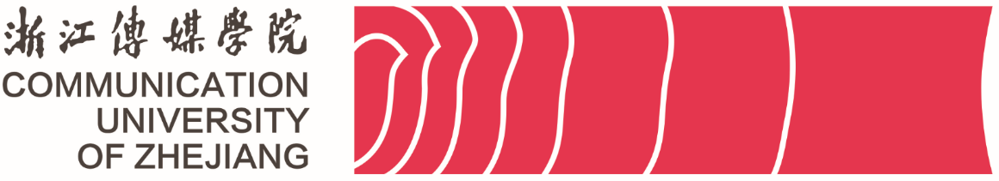 浙江傳媒學院
COMMUNICATION
UNIVERSITY
OF ZHEJIANG